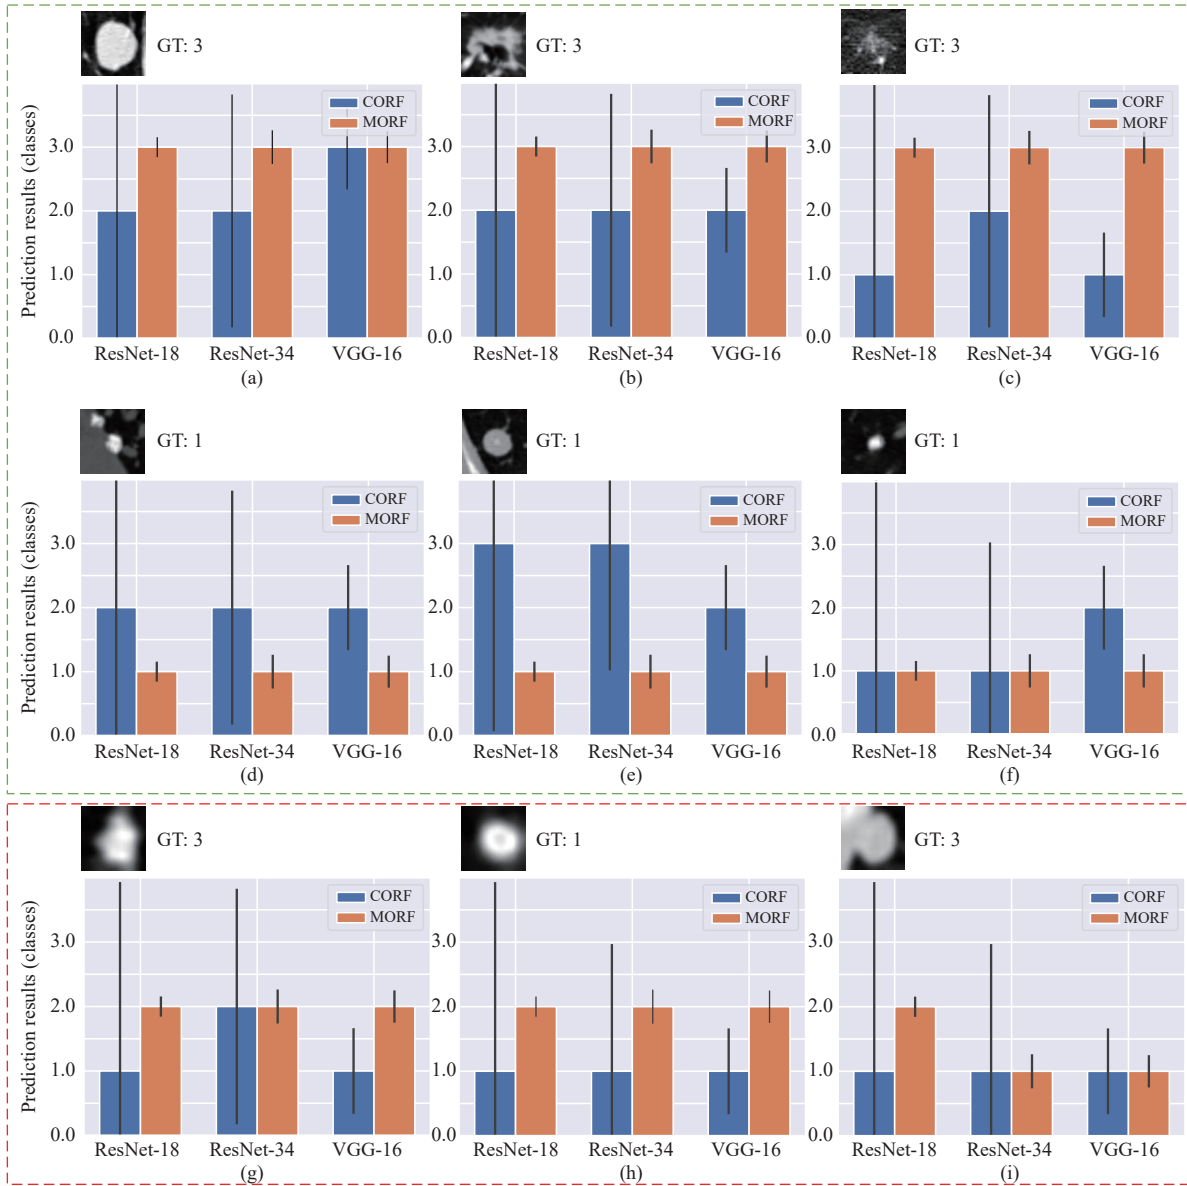 GT: 3
GT: 3
GT: 3
Prediction results (classes)
CORF
MORF
3.0
2.0
1.0
0.0
ResNet-18 ResNet-34 VGG-16
(a)
CORF
MORF
3.0
2.0
1.0
0.0
ResNet-18 ResNet-34 VGG-16
(b)
CORF
MORF
3.0
2.0
1.0
0.0
ResNet-18 ResNet-34 VGG-16
(c)
GT: 1
GT: 1
GT: 1
Prediction results (classes)
CORF
MORF
3.0
2.0
1.0
0.0
ResNet-18 ResNet-34 VGG-16
(d)
CORF
MORF
3.0
2.0
1.0
0.0
ResNet-18 ResNet-34 VGG-16
(e)
CORF
MORF
3.0
2.0
1.0
0.0
ResNet-18 ResNet-34 VGG-16
(f)
GT: 3
GT: 1
GT: 3
Prediction results (classes)
CORF
MORF
3.0
2.0
1.0
0.0
ResNet-18 ResNet-34 VGG-16
(g)
CORF
MORF
3.0
2.0
1.0
0.0
ResNet-18 ResNet-34 VGG-16
(h)
CORF
MORF
3.0
2.0
1.0
0.0
ResNet-18 ResNet-34 VGG-16
(i)